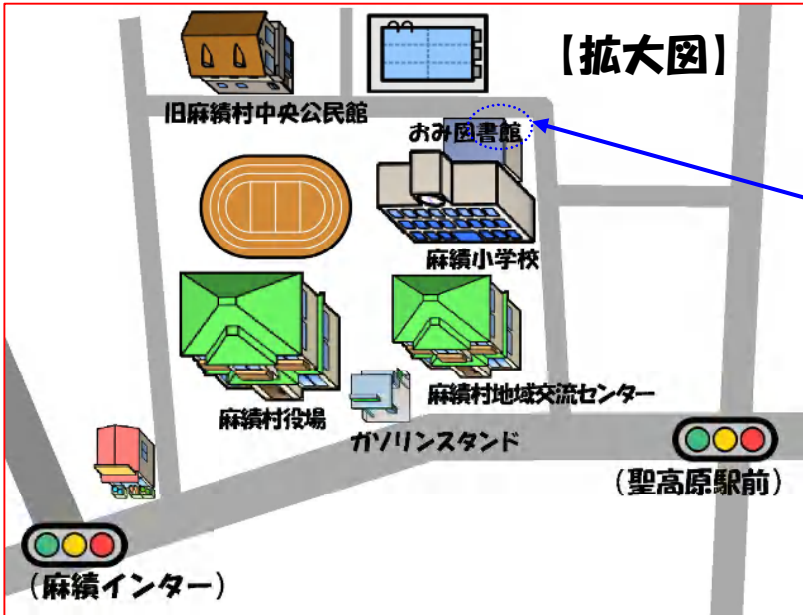 【拡大図】
旧麻績村中央公民館
おみ図書館
麻績小学校
麻績村役場
麻績村地域交流センター
ガソリンスタンド
(聖高原駅前)
(麻績インター)